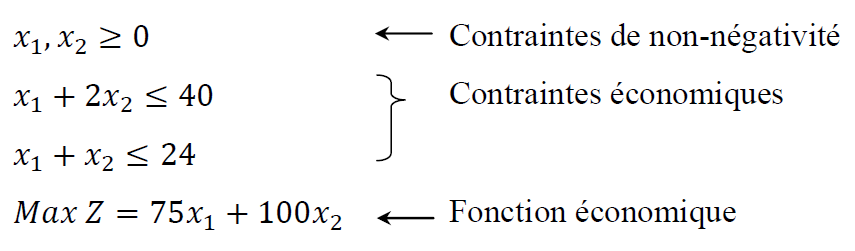 x₁, x₂ ≥ 0 ⟵ Contraintes de non-négativité
x₁ + 2x₂ ≤ 40 } Contraintes économiques
x₁ + x₂ ≤ 24
Max Z = 75x₁ + 100x₂ ⟵ Fonction économique